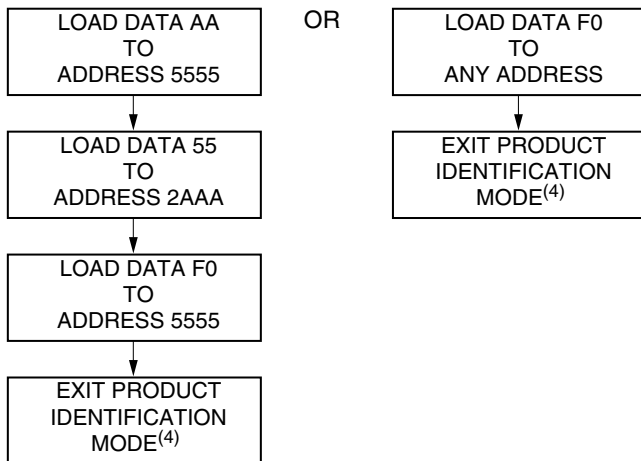 LOAD DATA AA
TO
ADDRESS 5555
LOAD DATA 55
TO
ADDRESS 2AAA
LOAD DATA F0
TO
ADDRESS 5555
EXIT PRODUCT
IDENTIFICATION
MODE(4)
OR
LOAD DATA F0
TO
ANY ADDRESS
EXIT PRODUCT
IDENTIFICATION
MODE(4)